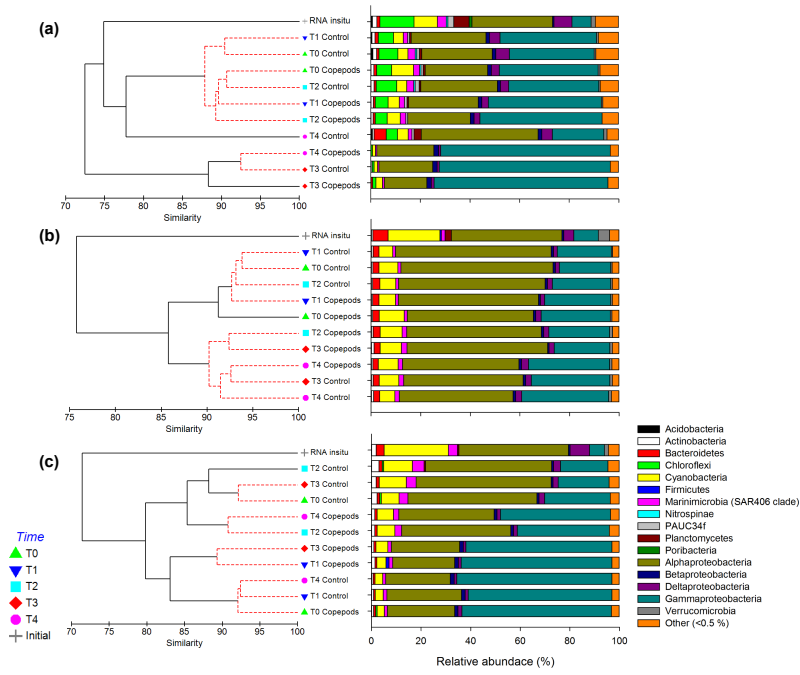 (a)
RNA insitu
T1 Control
T0 Control
T0 Copepods
T2 Control
T1 Copepods
T2 Copepods
T4 Control
T4 Copepods
T3 Control
T3 Copepods
70 75 80 85 90 95 100
Similarity
(b)
RNA insitu
T1 Control
T0 Control
T2 Control
T1 Copepods
T0 Copepods
T2 Copepods
T3 Copepods
T4 Copepods
T3 Control
T4 Control
75 80 85 90 95 100
Similarity
(c)
RNA insitu
T2 Control
T3 Control
T0 Control
T4 Copepods
T2 Copepods
T3 Copepods
T1 Copepods
T4 Control
T1 Control
T0 Copepods
70 75 80 85 90 95 100
Similarity
Time
T0
T1
T2
T3
T4
Initial
0 20 40 60 80 100
Relative abundace (%)
Acidobacteria
Actinobacteria
Bacteroidetes
Chloroflexi
Cyanobacteria
Firmicutes
Marinimicrobia (SAR406 clade)
Nitrospinae
PAUC34f
Planctomycetes
Poribacteria
Alphaproteobacteria
Betaproteobacteria
Deltaproteobacteria
Gammaproteobacteria
Verrucomicrobia
Other (<0.5 %)